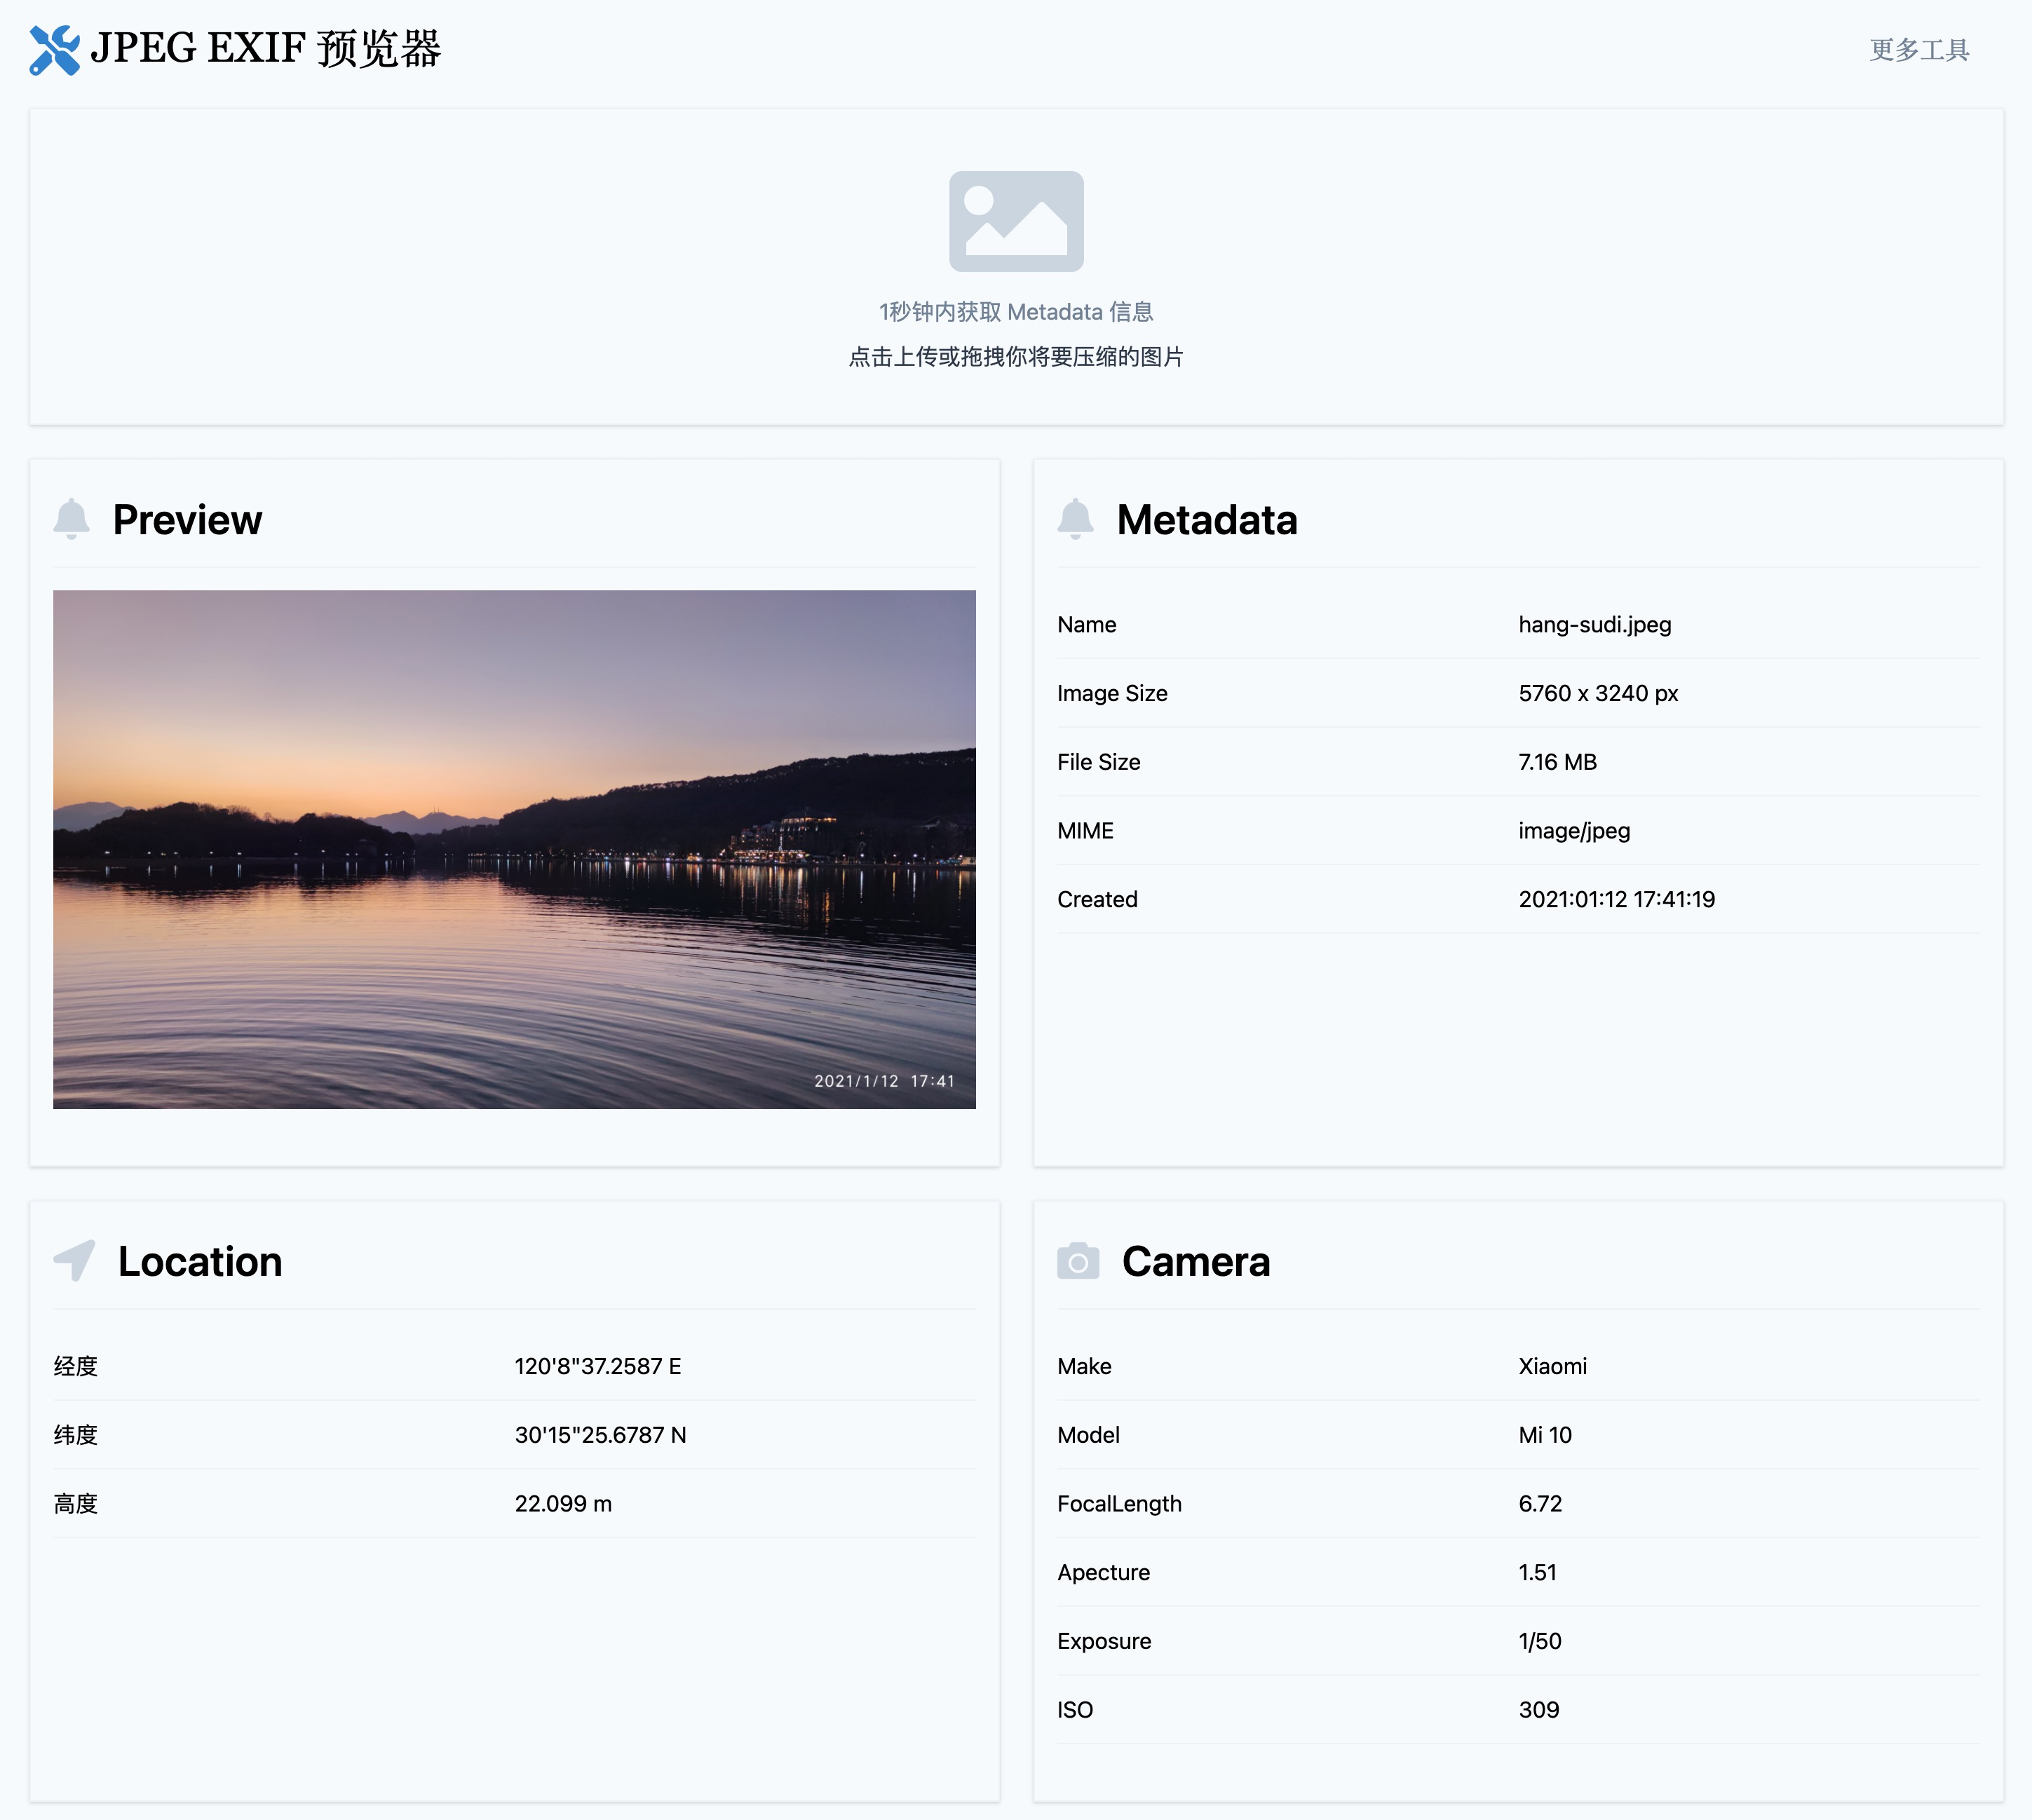 JPEG EXIF 预览器
更多工具
1秒钟内获取 Metadata 信息
点击上传或拖拽你将要压缩的图片
Preview
2021/1/12 17:41
Metadata
Name hang-sudi.jpeg
Image Size 5760 x 3240 px
File Size 7.16 MB
MIME image/jpeg
Created 2021:01:12 17:41:19
Location
经度 120'8"37.2587 E
纬度 30'15"25.6787 N
高度 22.099 m
Camera
Make Xiaomi
Model Mi 10
FocalLength 6.72
Apecture 1.51
Exposure 1/50
ISO 309